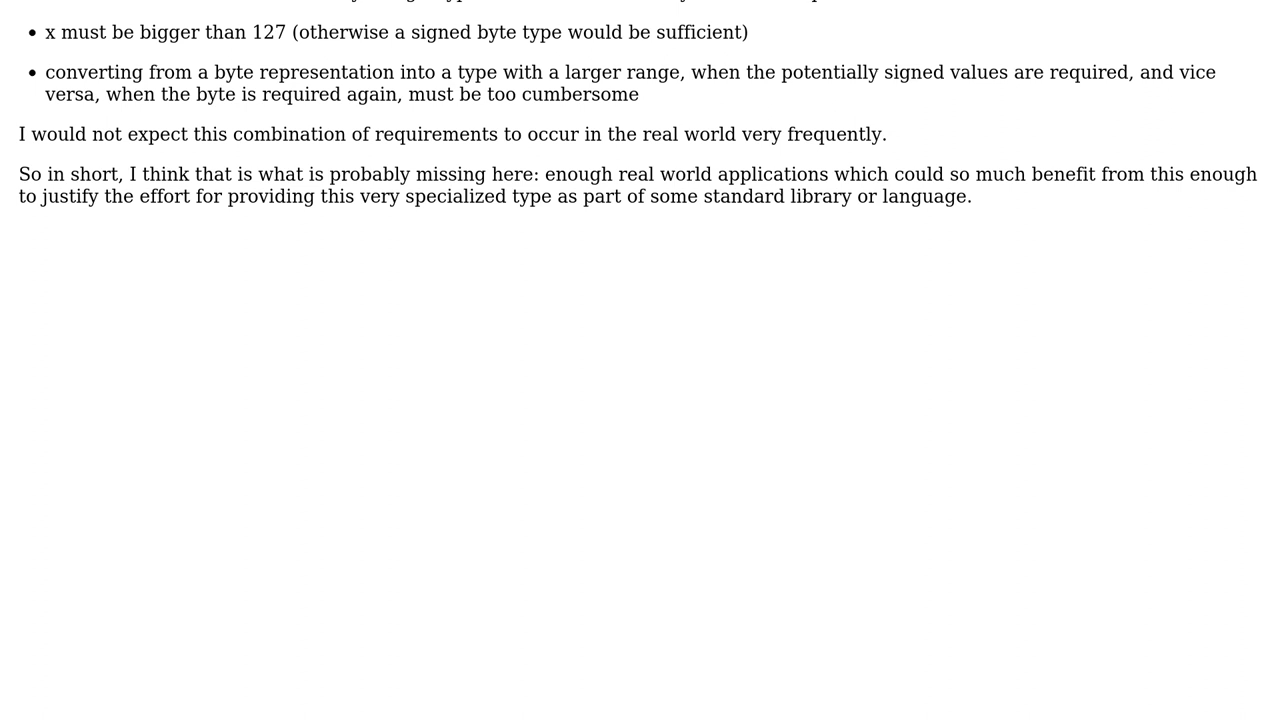 • x must be bigger than 127 (otherwise a signed byte type would be sufficient)
• converting from a byte representation into a type with a larger range, when the potentially signed values are required, and vice
versa, when the byte is required again, must be too cumbersome
I would not expect this combination of requirements to occur in the real world very frequently.
So in short, I think that is what is probably missing here: enough real world applications which could so much benefit from this enough
to justify the effort for providing this very specialized type as part of some standard library or language.